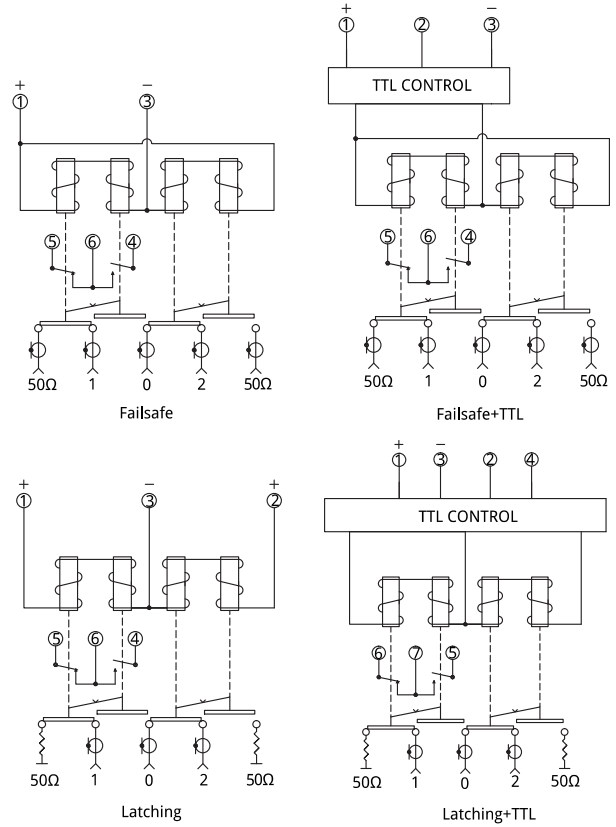 + −
① ③
⑤ ⑥ ④
50Ω 1 0 2 50Ω
Failsafe
+ −
① ② ③
TTL CONTROL
⑤ ⑥ ④
50Ω 1 0 2 50Ω
Failsafe+TTL
+ − +
① ③ ②
⑤ ⑥ ④
50Ω 1 0 2 50Ω
Latching
+ −
① ③ ② ④
TTL CONTROL
⑥ ⑦ ⑤
50Ω 1 0 2 50Ω
Latching+TTL